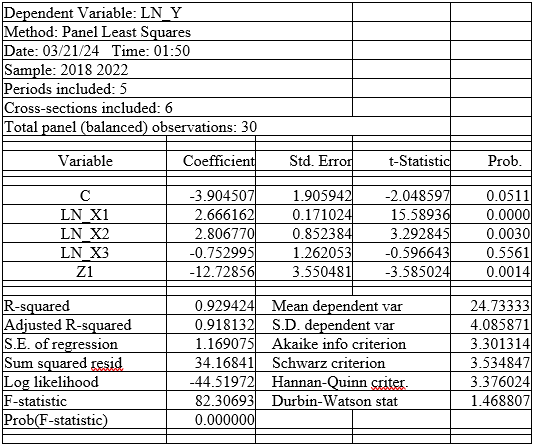 Dependent Variable: LN_Y
Method: Panel Least Squares
Date: 03/21/24 Time: 01:50
Sample: 2018 2022
Periods included: 5
Cross-sections included: 6
Total panel (balanced) observations: 30
Variable Coefficient Std. Error t-Statistic Prob.
C -3.904507 1.905942 -2.048597 0.0511
LN_X1 2.666162 0.171024 15.58936 0.0000
LN_X2 2.806770 0.852384 3.292845 0.0030
LN_X3 -0.752995 1.262053 -0.596643 0.5561
Z1 -12.72856 3.550481 -3.585024 0.0014
R-squared 0.929424 Mean dependent var 24.73333
Adjusted R-squared 0.918132 S.D. dependent var 4.085871
S.E. of regression 1.169075 Akaike info criterion 3.301314
Sum squared resid 34.16841 Schwarz criterion 3.534847
Log likelihood -44.51972 Hannan-Quinn criter. 3.376024
F-statistic 82.30693 Durbin-Watson stat 1.468807
Prob(F-statistic) 0.000000